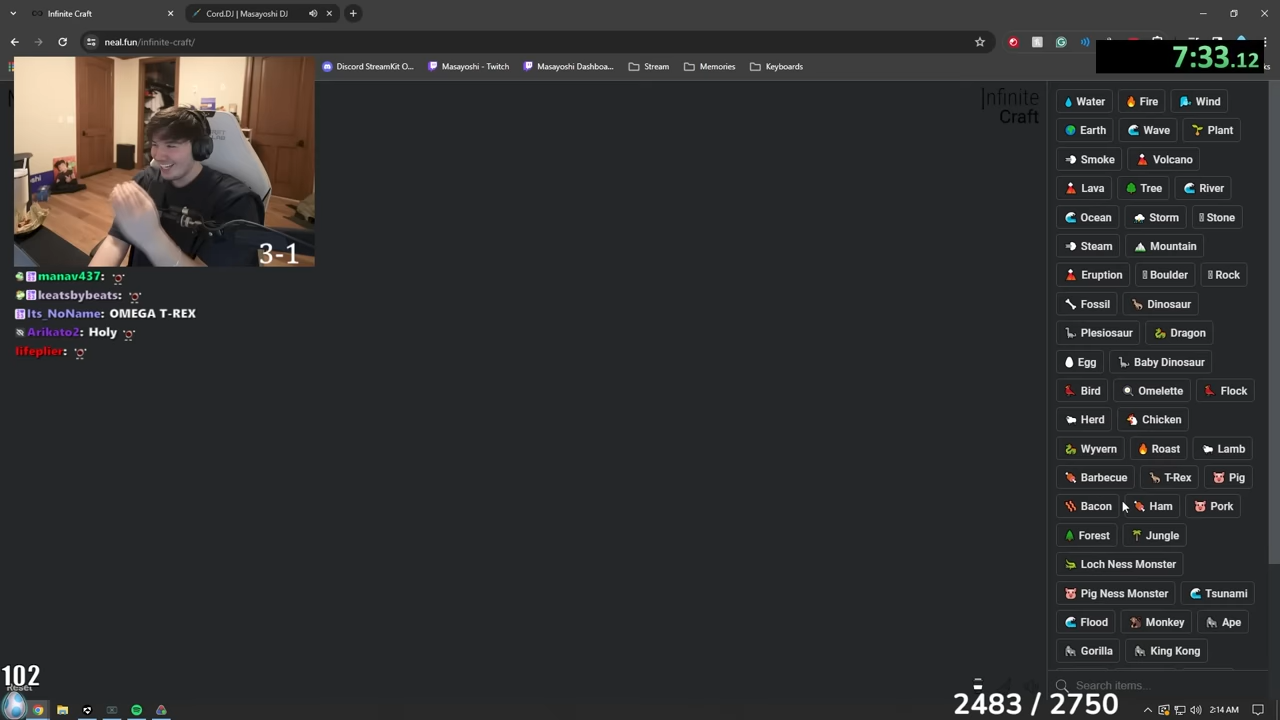 Infinite Craft
Cord.DJ | Masayoshi DJ
neal.fun/infinite-craft/
7:33.12
Discord StreamKit O...
Masayoshi - Twitch
Masayoshi Dashboa...
Stream
Memories
Keyboards
Infinite
Craft
3-1
manav437:
keatsbybeats:
Its_NoName: OMEGA T-REX
Arikato2: Holy
lifeplier:
Water Fire Wind
Earth Wave Plant
Smoke Volcano
Lava Tree River
Ocean Storm Stone
Steam Mountain
Eruption Boulder Rock
Fossil Dinosaur
Plesiosaur Dragon
Egg Baby Dinosaur
Bird Omelette Flock
Herd Chicken
Wyvern Roast Lamb
Barbecue T-Rex Pig
Bacon Ham Pork
Forest Jungle
Loch Ness Monster
Pig Ness Monster Tsunami
Flood Monkey Ape
Gorilla King Kong
Search items...
102
Reset
2483 / 2750
2:14 AM